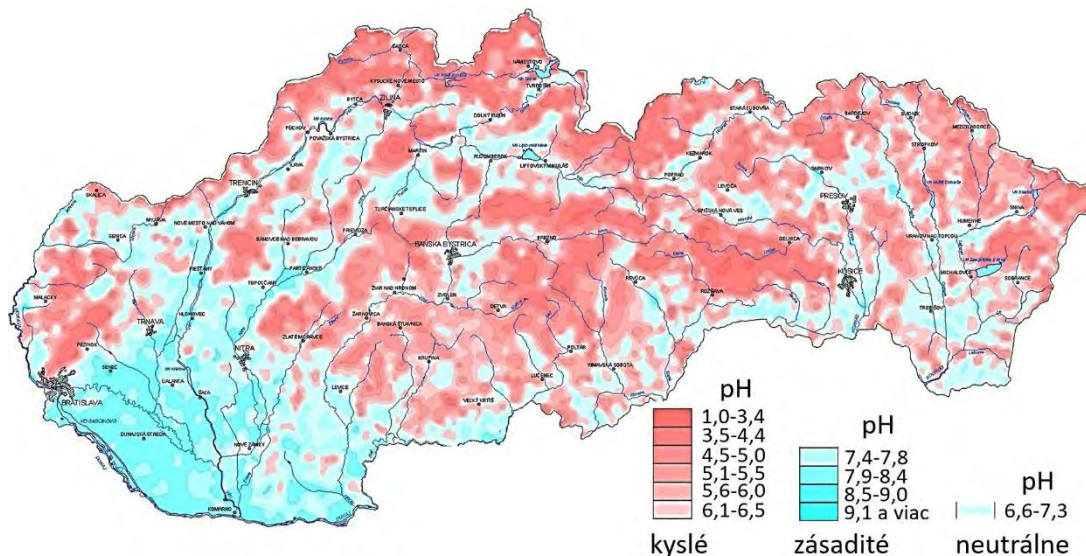 ČADCA
NÁMESTOVO
KYSUCKÉ NOVÉ MESTO
TVRDOŠÍN
ŽILINA
BYTČA
DOLNÝ KUBÍN
STARÁ ĽUBOVŇA
BARDEJOV
SVIDNÍK
MEDZILABORCE
PÚCHOV
POVAŽSKÁ BYSTRICA
MARTIN
RUŽOMBEROK
LIPTOVSKÝ MIKULÁŠ
KEŽMAROK
STROPKOV
ILAVA
POPRAD
LEVOČA
SABINOV
TRENČÍN
SKALICA
TURČIANSKE TEPLICE
SPIŠSKÁ NOVÁ VES
PREŠOV
SNINA
HUMENNÉ
MYJAVA
NOVÉ MESTO NAD VÁHOM
SENICA
BÁNOVCE NAD BEBRAVOU
PRIEVIDZA
BANSKÁ BYSTRICA
BREZNO
GELNICA
VRANOV NAD TOPĽOU
PIEŠŤANY
PARTIZÁNSKE
KOŠICE
MICHALOVCE
SOBRANCE
TOPOĽČANY
ŽIAR NAD HRONOM
ZVOLEN
DETVA
REVÚCA
ROŽŇAVA
MALACKY
HLOHOVEC
ŽARNOVICA
TREBIŠOV
TRNAVA
BANSKÁ ŠTIAVNICA
ZLATÉ MORAVCE
PEZINOK
NITRA
KRUPINA
POLTÁR
SENEC
RIMAVSKÁ SOBOTA
GALANTA
LEVICE
LUČENEC
BRATISLAVA
ŠAĽA
VEĽKÝ KRTÍŠ
VD GABČÍKOVO
DUNAJSKÁ STREDA
NOVÉ ZÁMKY
KOMÁRNO
pH
1,0-3,4
3,5-4,4
4,5-5,0
5,1-5,5
5,6-6,0
6,1-6,5
kyslé
pH
7,4-7,8
7,9-8,4
8,5-9,0
9,1 a viac
zásadité
pH
6,6-7,3
neutrálne